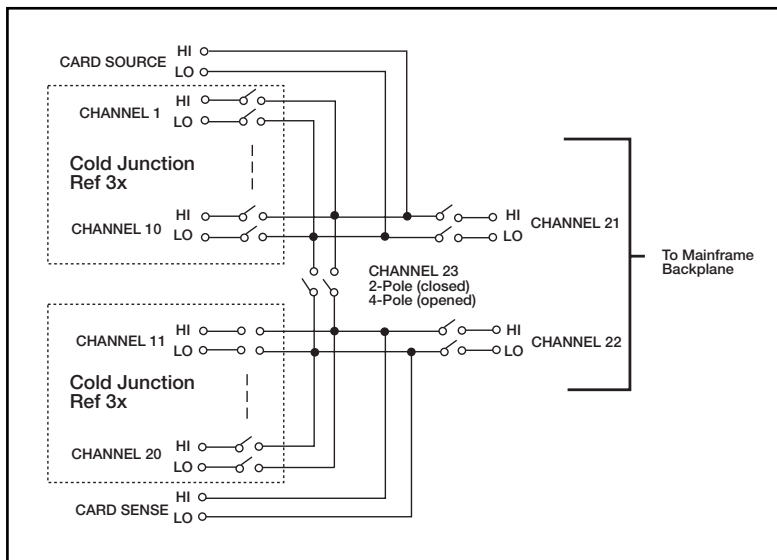 CARD SOURCE HI
LO
CHANNEL 1 HI
LO
Cold Junction
Ref 3x
CHANNEL 10 HI
LO
HI
LO
CHANNEL 21
To Mainframe
Backplane
CHANNEL 23
2-Pole (closed)
4-Pole (opened)
CHANNEL 11 HI
LO
HI
LO
CHANNEL 22
Cold Junction
Ref 3x
CHANNEL 20 HI
LO
CARD SENSE HI
LO